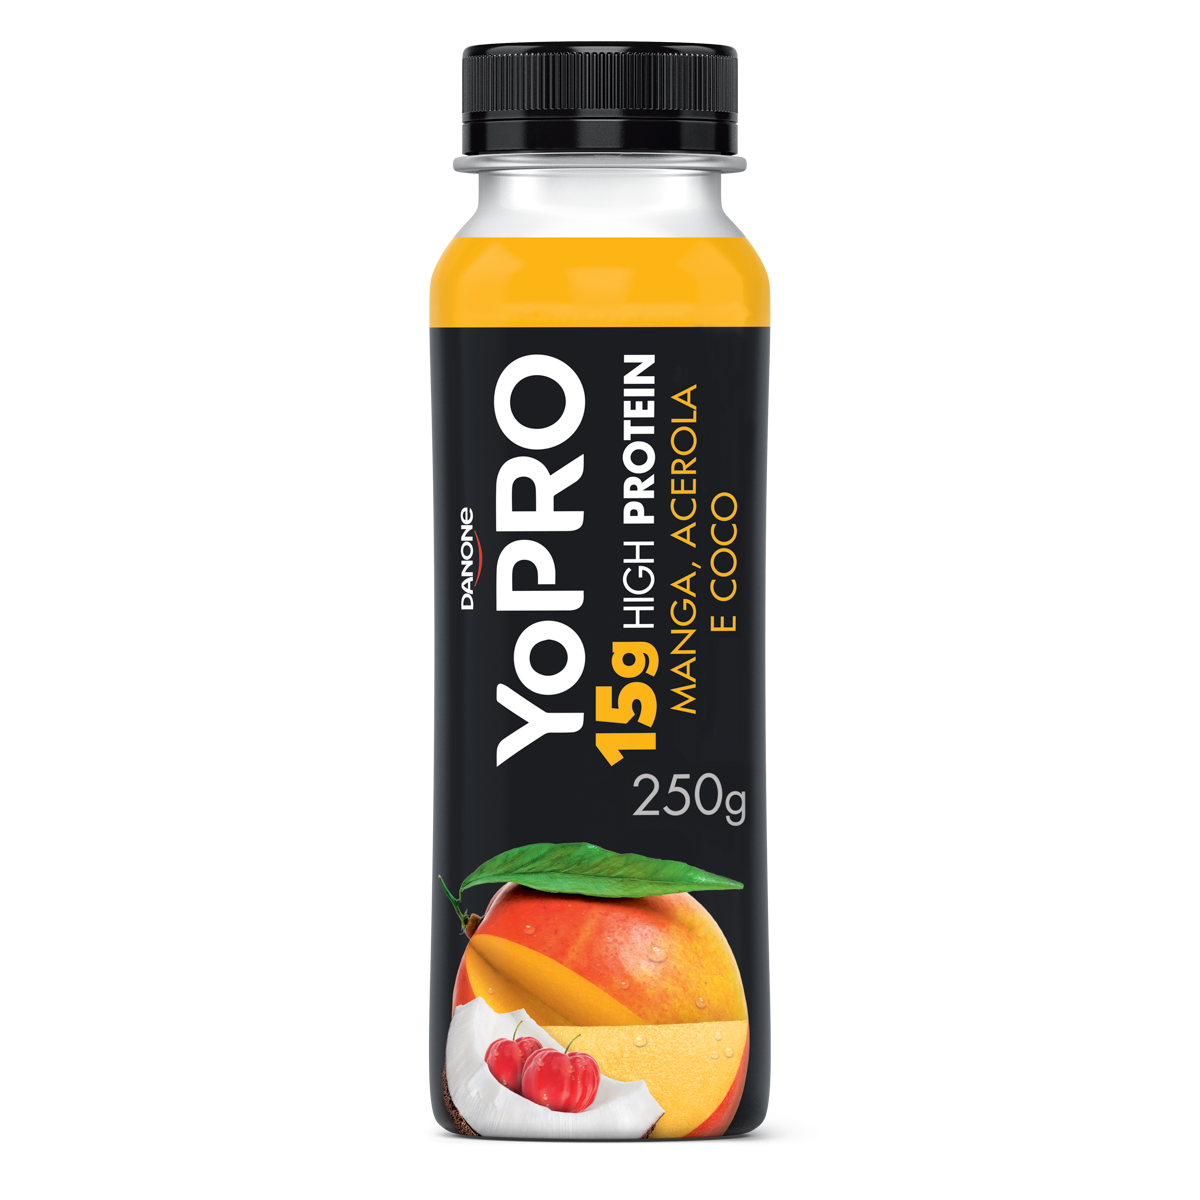 DANONE
YoPRO
15g HIGH PROTEIN
MANGA, ACEROLA
E COCO
250g